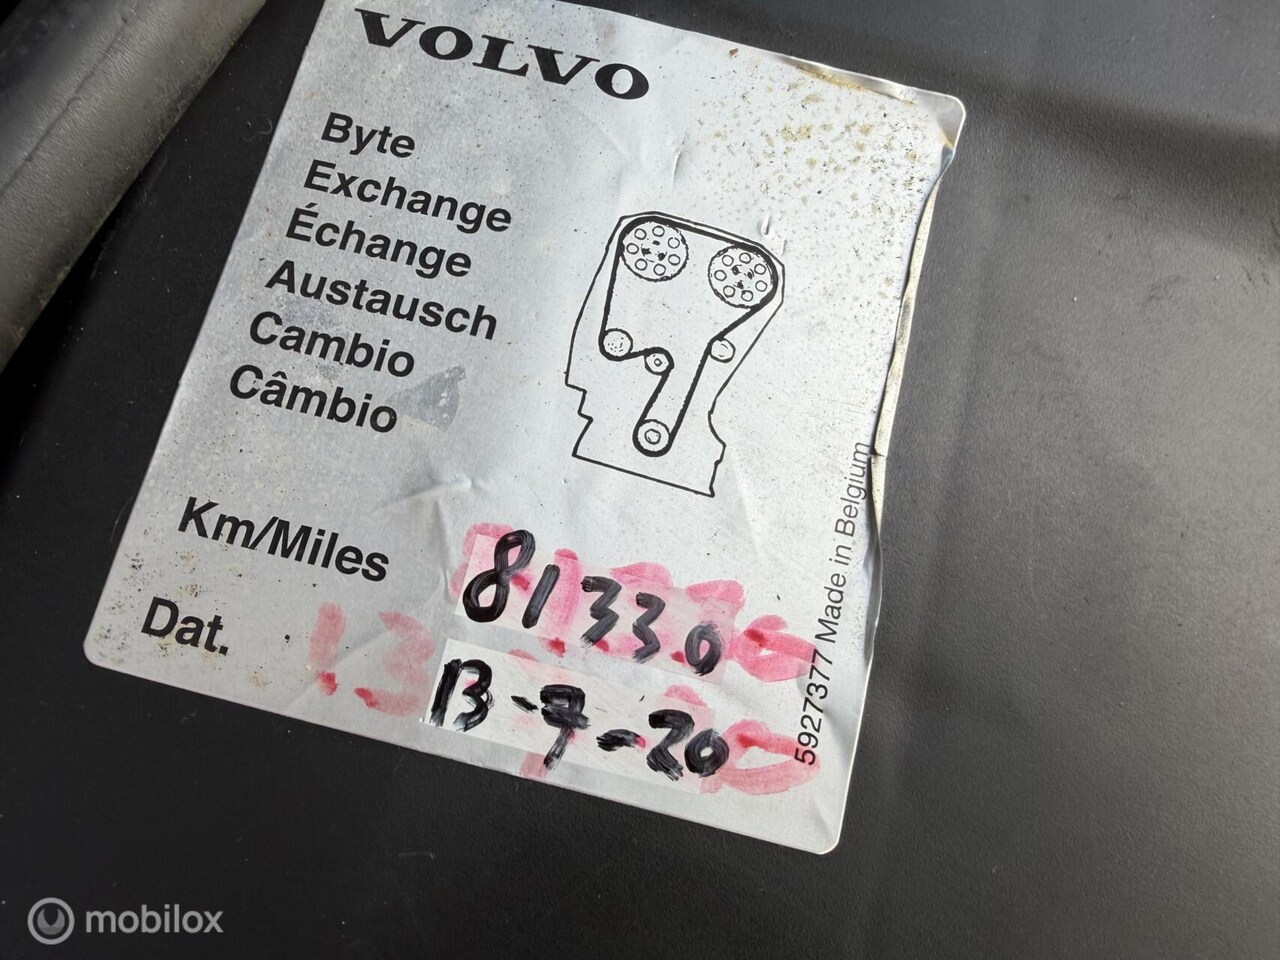 VOLVO
Byte
Exchange
Échange
Austausch
Cambio
Câmbio
Km/Miles 81330
Dat. 13-7-20
5927377 Made in Belgium
mobilox